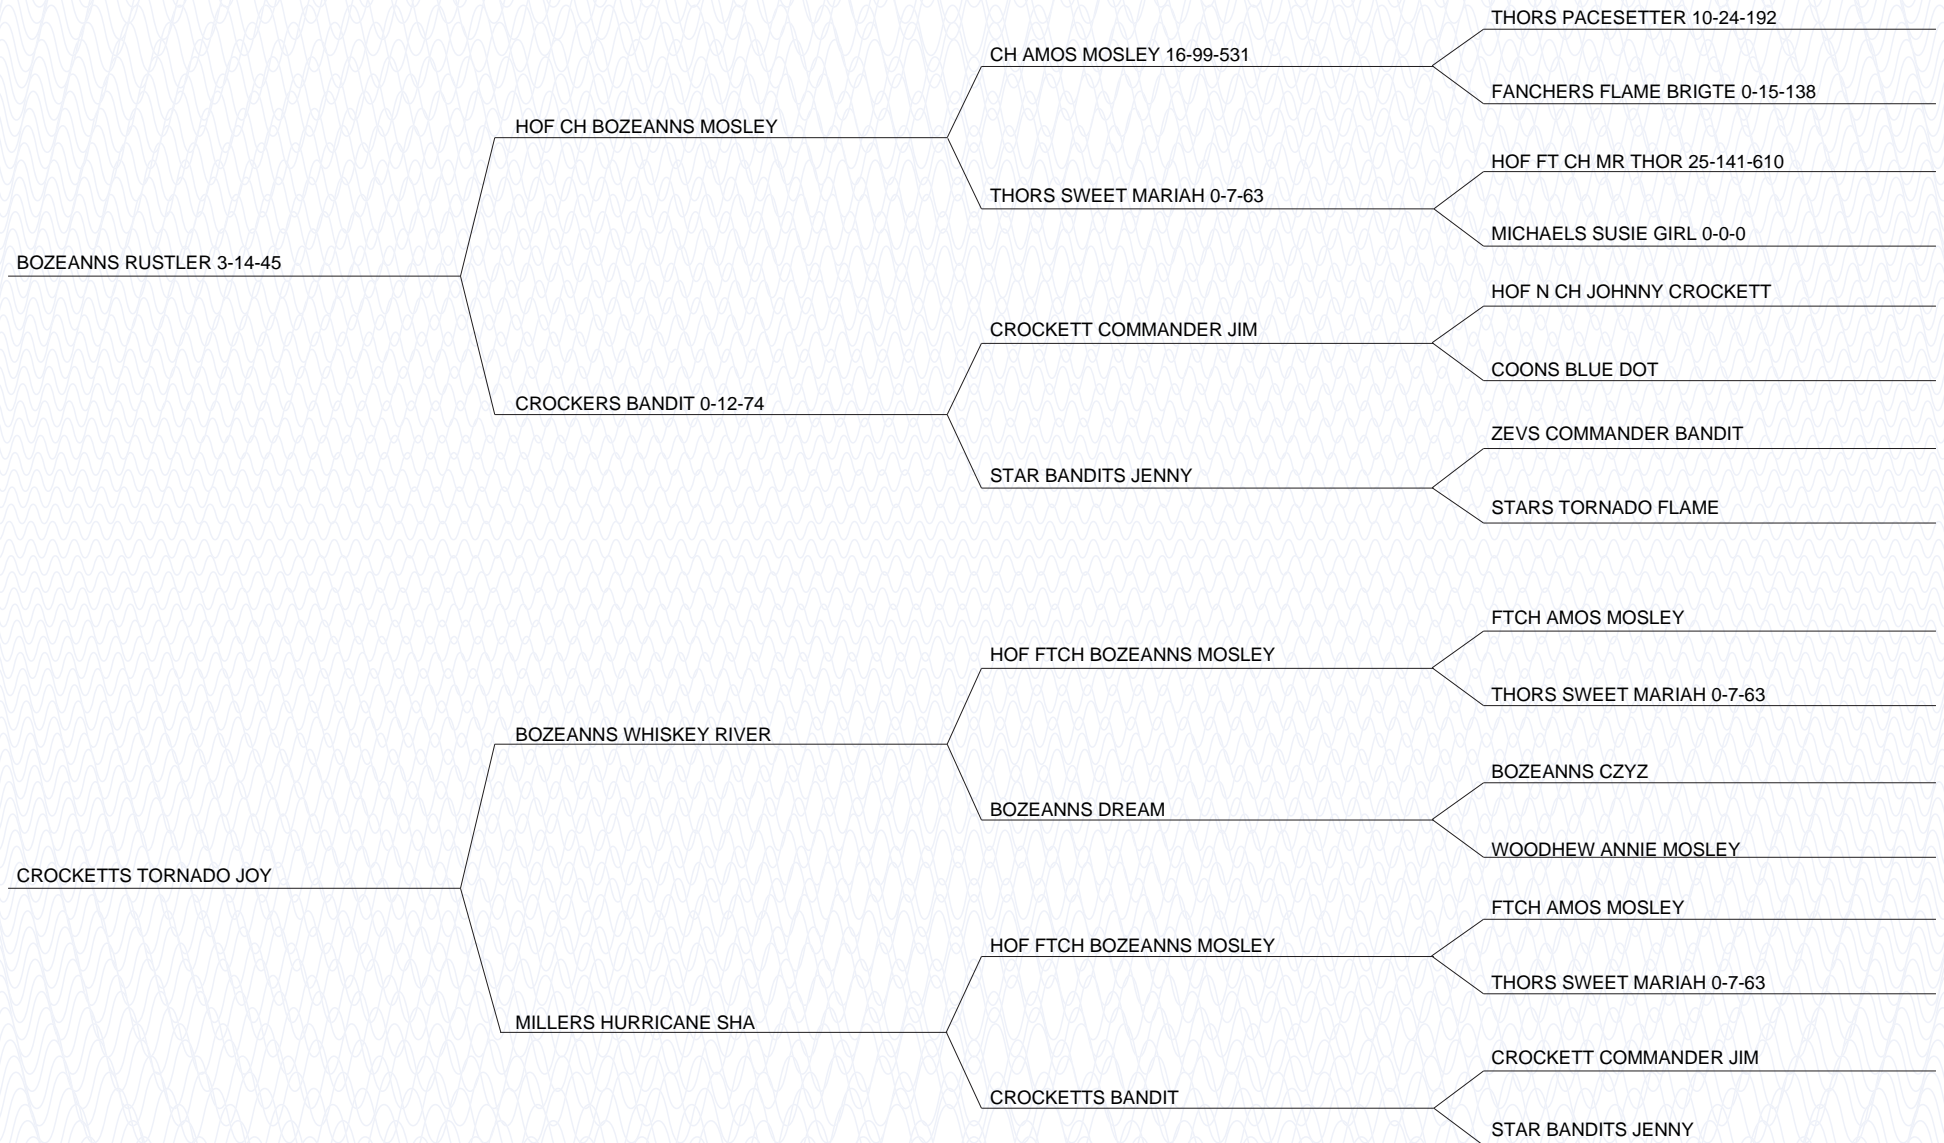 THORS PACESETTER 10-24-192
CH AMOS MOSLEY 16-99-531
FANCHERS FLAME BRIGTE 0-15-138
HOF CH BOZEANNS MOSLEY
HOF FT CH MR THOR 25-141-610
THORS SWEET MARIAH 0-7-63
MICHAELS SUSIE GIRL 0-0-0
BOZEANNS RUSTLER 3-14-45
HOF N CH JOHNNY CROCKETT
CROCKETT COMMANDER JIM
COONS BLUE DOT
CROCKERS BANDIT 0-12-74
ZEVS COMMANDER BANDIT
STAR BANDITS JENNY
STARS TORNADO FLAME
FTCH AMOS MOSLEY
HOF FTCH BOZEANNS MOSLEY
THORS SWEET MARIAH 0-7-63
BOZEANNS WHISKEY RIVER
BOZEANNS CZYZ
BOZEANNS DREAM
WOODHEW ANNIE MOSLEY
CROCKETTS TORNADO JOY
FTCH AMOS MOSLEY
HOF FTCH BOZEANNS MOSLEY
THORS SWEET MARIAH 0-7-63
MILLERS HURRICANE SHA
CROCKETT COMMANDER JIM
CROCKETTS BANDIT
STAR BANDITS JENNY